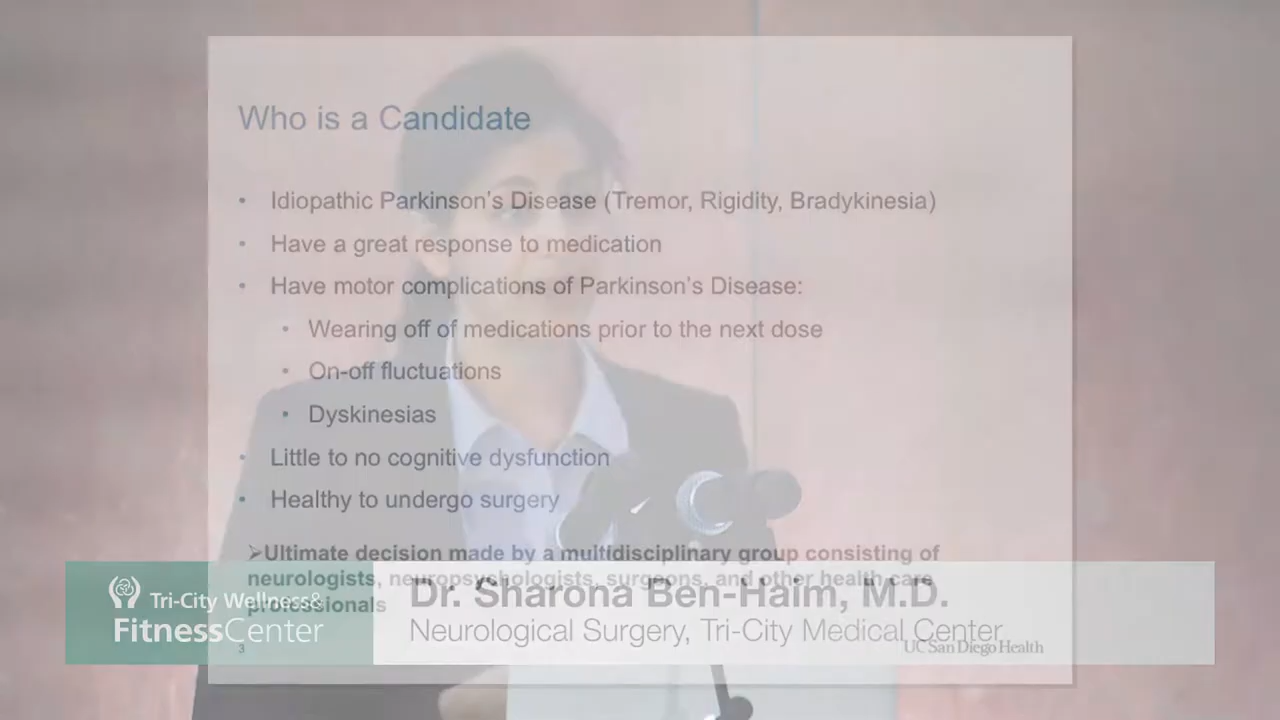 Who is a Candidate
• Idiopathic Parkinson's Disease (Tremor, Rigidity, Bradykinesia)
• Have a great response to medication
• Have motor complications of Parkinson's Disease:
• Wearing off of medications prior to the next dose
• On-off fluctuations
• Dyskinesias
• Little to no cognitive dysfunction
• Healthy to undergo surgery
➢Ultimate decision made by a multidisciplinary group consisting of
neurologists, neuropsychologists, surgeons, and other health care
professionals
Tri-City Wellness&
FitnessCenter
Dr. Sharona Ben-Haim, M.D.
Neurological Surgery, Tri-City Medical Center
3
UC San Diego Health